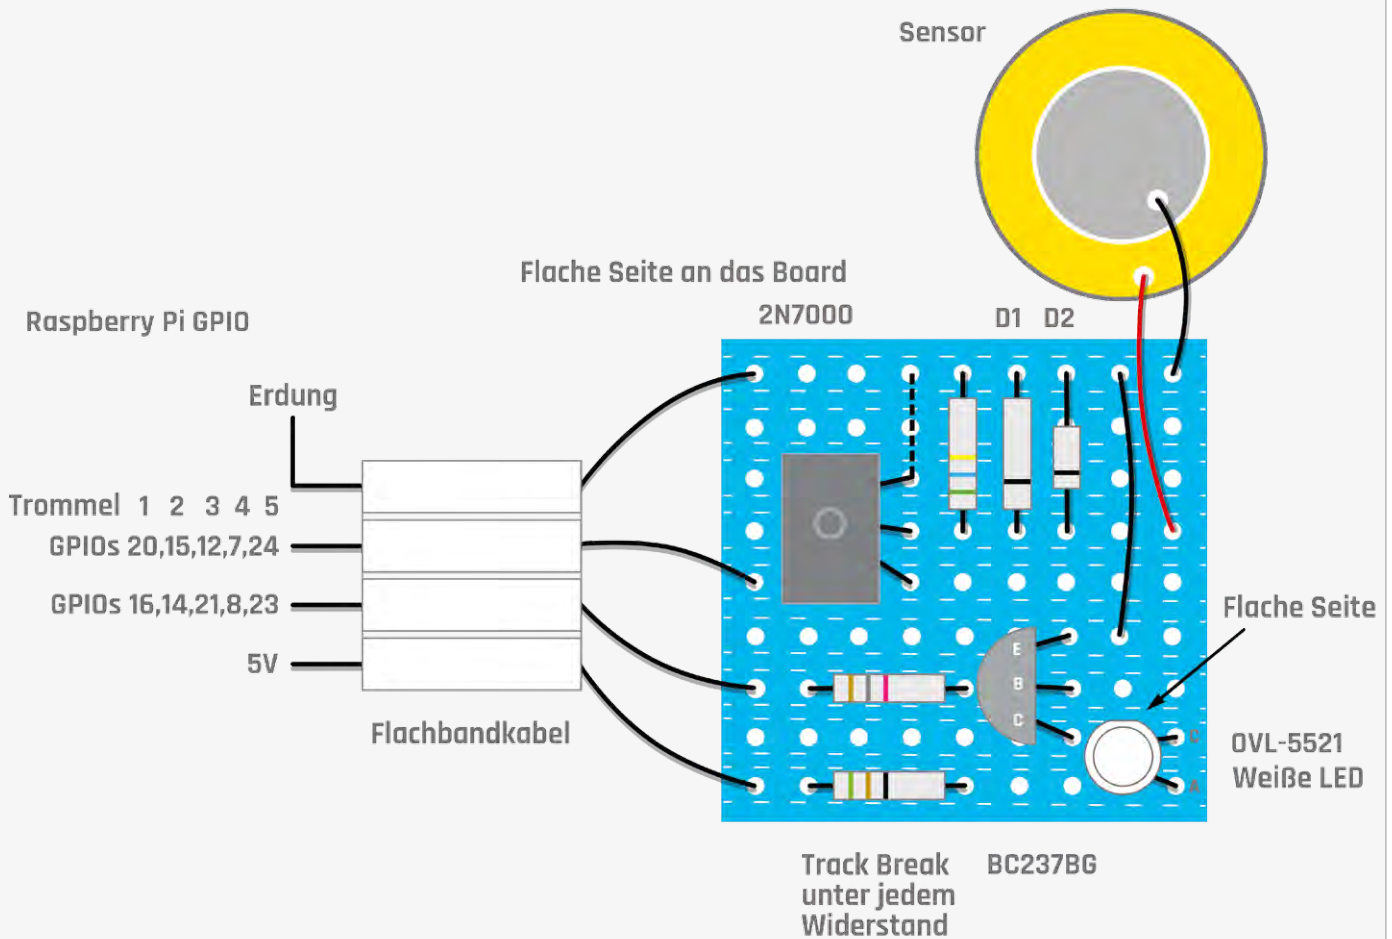 Sensor
Flache Seite an das Board
2N7000
D1 D2
Raspberry Pi GPIO
Erdung
Trommel 1 2 3 4 5
GPIOs 20,15,12,7,24
GPIOs 16,14,21,8,23
5V
Flachbandkabel
E
B
C
Flache Seite
C
A
OVL-5521
Weiße LED
Track Break
unter jedem
Widerstand
BC237BG